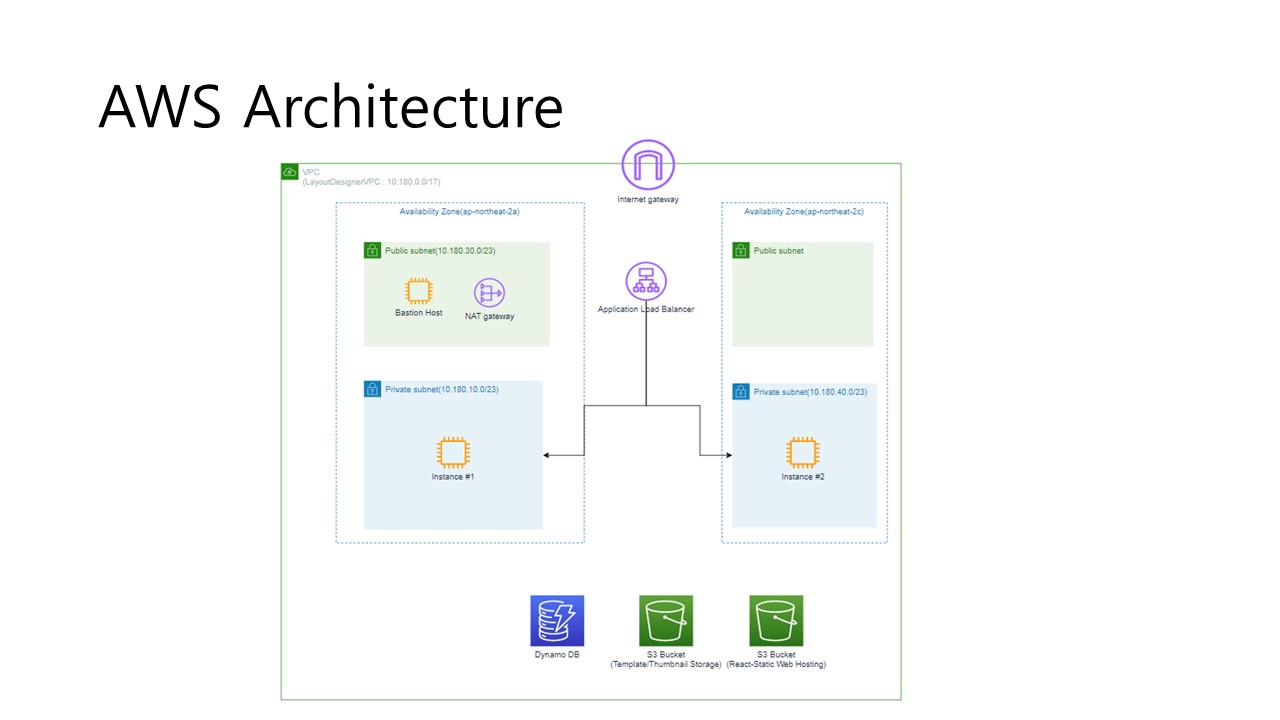 AWS Architecture
VPC
(LayoutDesignerVPC : 10.180.0.0/17)
Internet gateway
Availability Zone(ap-northeat-2a)
Availability Zone(ap-northeat-2c)
Public subnet(10.180.30.0/23)
Public subnet
Bastion Host
NAT gateway
Application Load Balancer
Private subnet(10.180.10.0/23)
Private subnet(10.180.40.0/23)
Instance #1
Instance #2
Dynamo DB
S3 Bucket
(Template/Thumbnail Storage)
S3 Bucket
(React-Static Web Hosting)